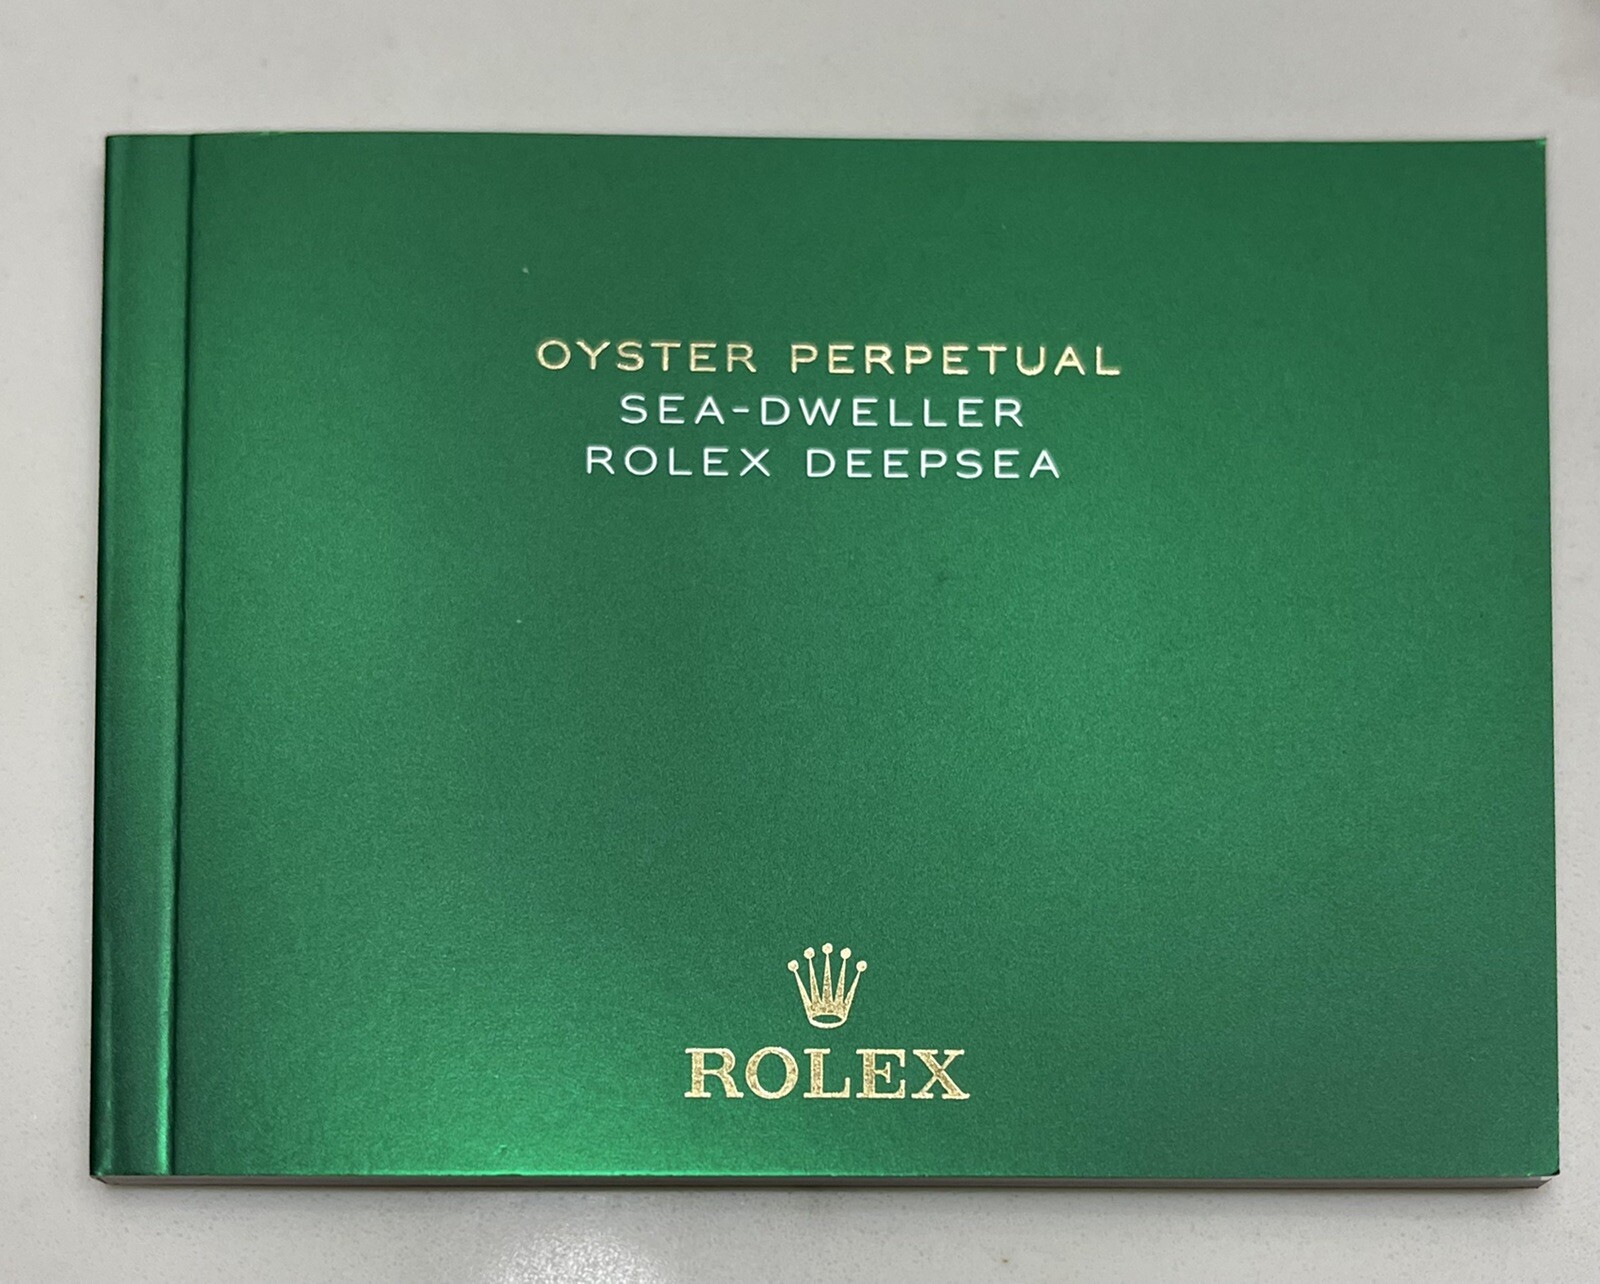 OYSTER PERPETUAL
SEA-DWELLER
ROLEX DEEPSEA
ROLEX